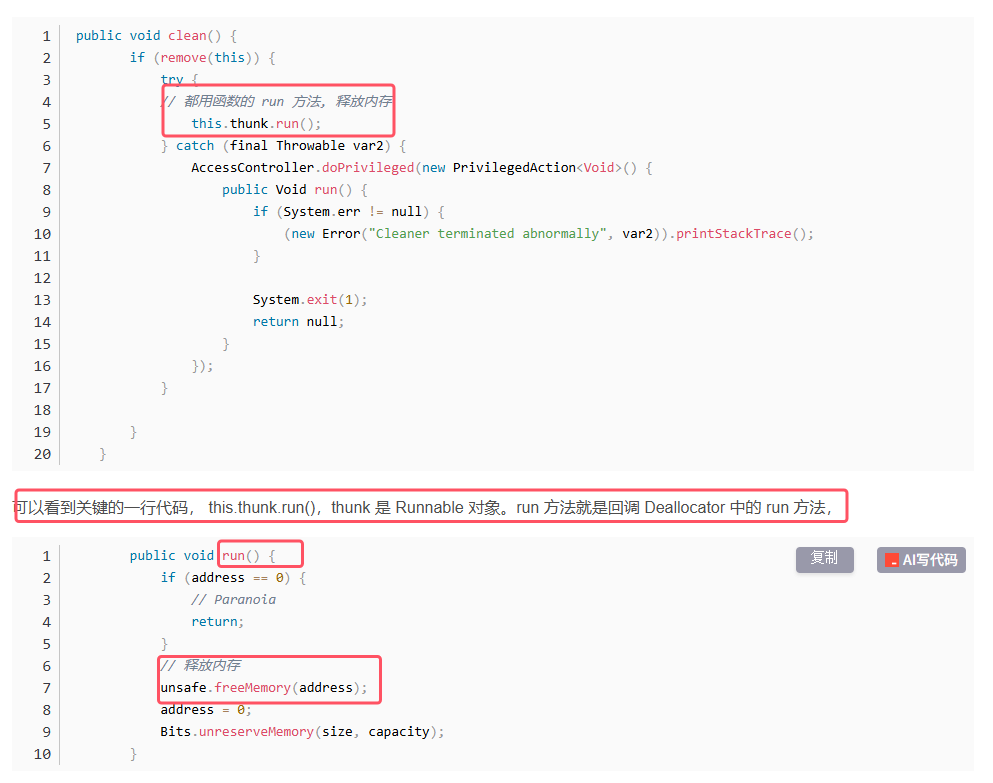 1 public void clean() {
2 if (remove(this)) {
3 try {
4 // 都用函数的 run 方法, 释放内存
5 this.thunk.run();
6 } catch (final Throwable var2) {
7 AccessController.doPrivileged(new PrivilegedAction<Void>() {
8 public Void run() {
9 if (System.err != null) {
10 (new Error("Cleaner terminated abnormally", var2)).printStackTrace();
11 }
12
13 System.exit(1);
14 return null;
15 }
16 });
17 }
18
19 }
20 }
可以看到关键的一行代码， this.thunk.run()，thunk 是 Runnable 对象。run 方法就是回调 Deallocator 中的 run 方法，
1 public void run() {
复制 AI写代码
2 if (address == 0) {
3 // Paranoia
4 return;
5 }
6 // 释放内存
7 unsafe.freeMemory(address);
8 address = 0;
9 Bits.unreserveMemory(size, capacity);
10 }